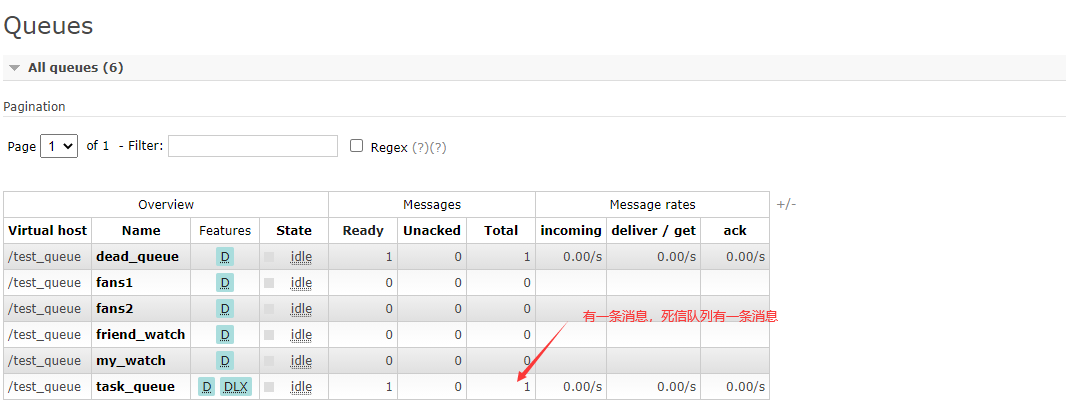 Queues
All queues (6)
Pagination
Page 1 of 1 - Filter: Regex (?)(?)
Overview Messages Message rates +/-
Virtual host Name Features State Ready Unacked Total incoming deliver / get ack
/test_queue dead_queue D idle 1 0 1 0.00/s 0.00/s 0.00/s
/test_queue fans1 D idle 0 0 0
/test_queue fans2 D idle 0 0 0
有一条消息，死信队列有一条消息
/test_queue friend_watch D idle 0 0 0
/test_queue my_watch D idle 0 0 0
/test_queue task_queue D DLX idle 1 0 1 0.00/s 0.00/s 0.00/s